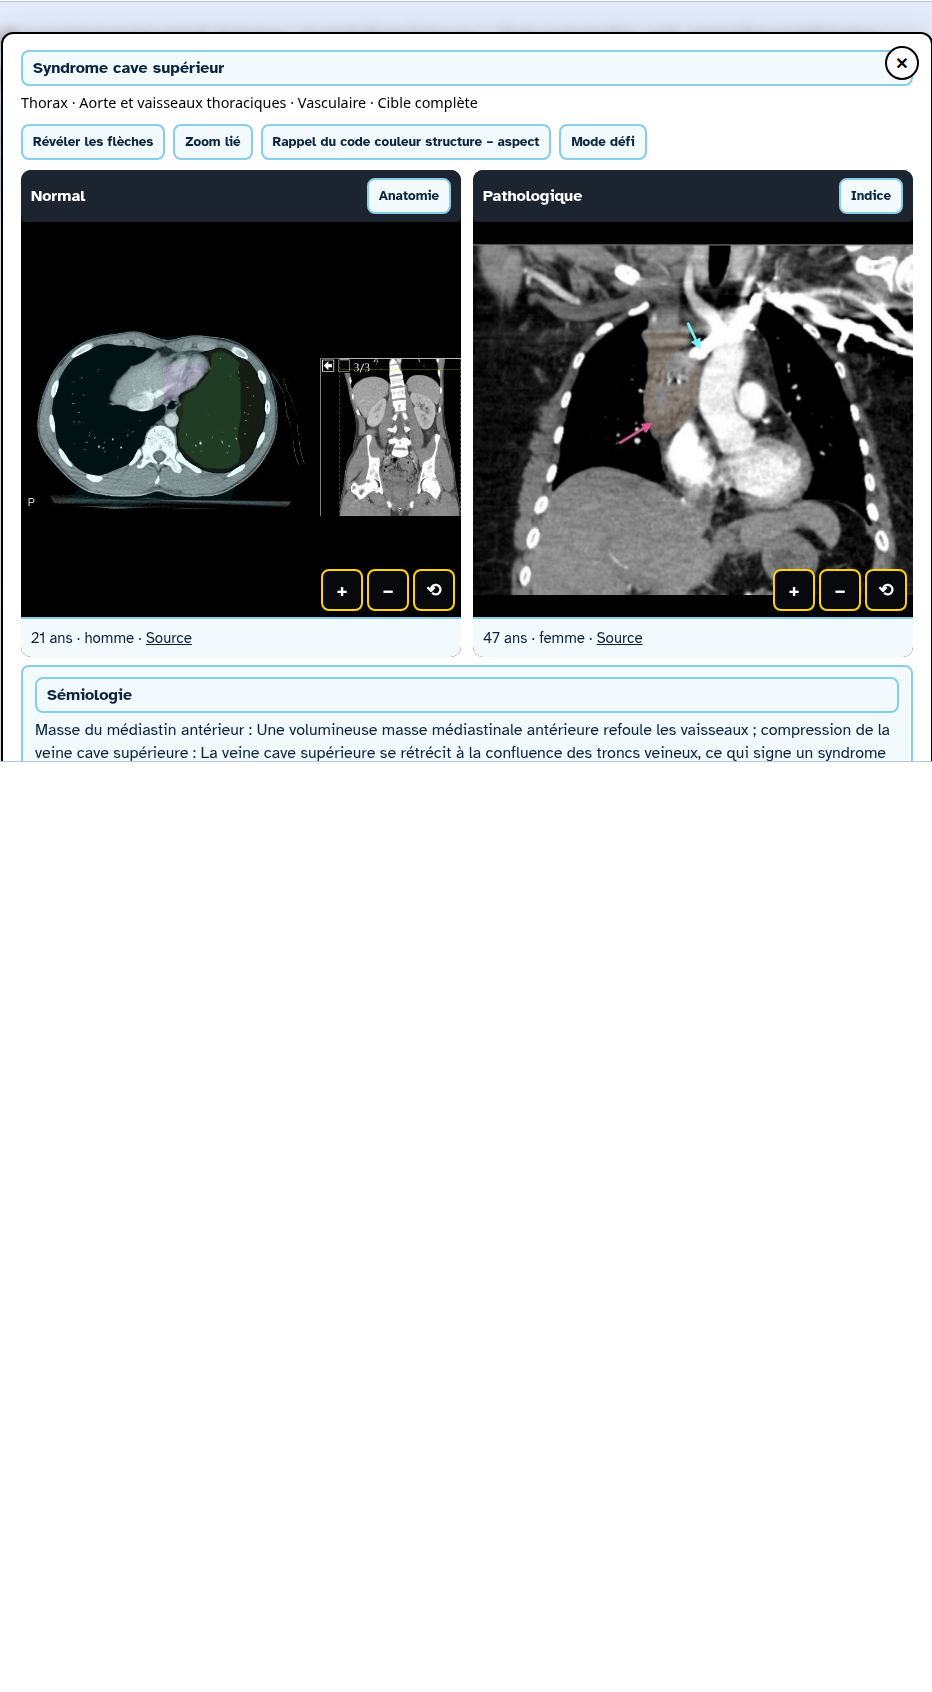 Syndrome cave supérieur
✕
Thorax · Aorte et vaisseaux thoraciques · Vasculaire · Cible complète
Révéler les flèches
Zoom lié
Rappel du code couleur structure – aspect
Mode défi
Normal
Anatomie
3/3
P
+
−
⟲
21 ans · homme · Source
Pathologique
Indice
+
−
⟲
47 ans · femme · Source
Sémiologie
Masse du médiastin antérieur : Une volumineuse masse médiastinale antérieure refoule les vaisseaux ; compression de la
veine cave supérieure : La veine cave supérieure se rétrécit à la confluence des troncs veineux, ce qui signe un syndrome